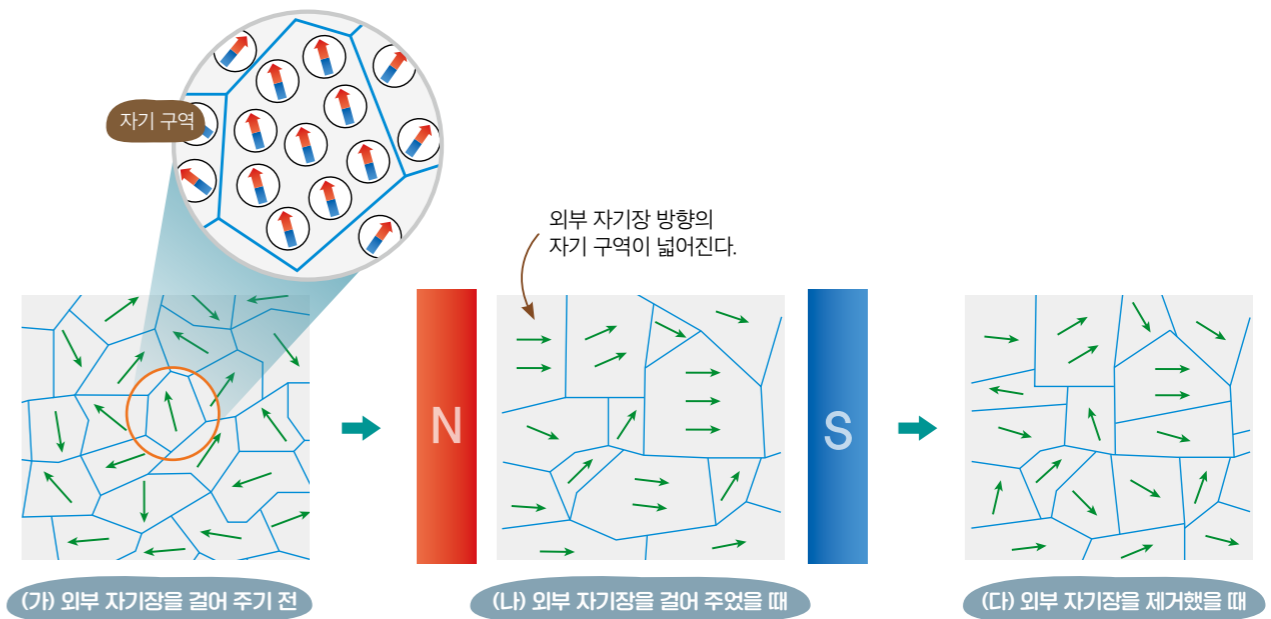 자기 구역
외부 자기장 방향의
자기 구역이 넓어진다.
N
S
(가) 외부 자기장을 걸어 주기 전
(나) 외부 자기장을 걸어 주었을 때
(다) 외부 자기장을 제거했을 때